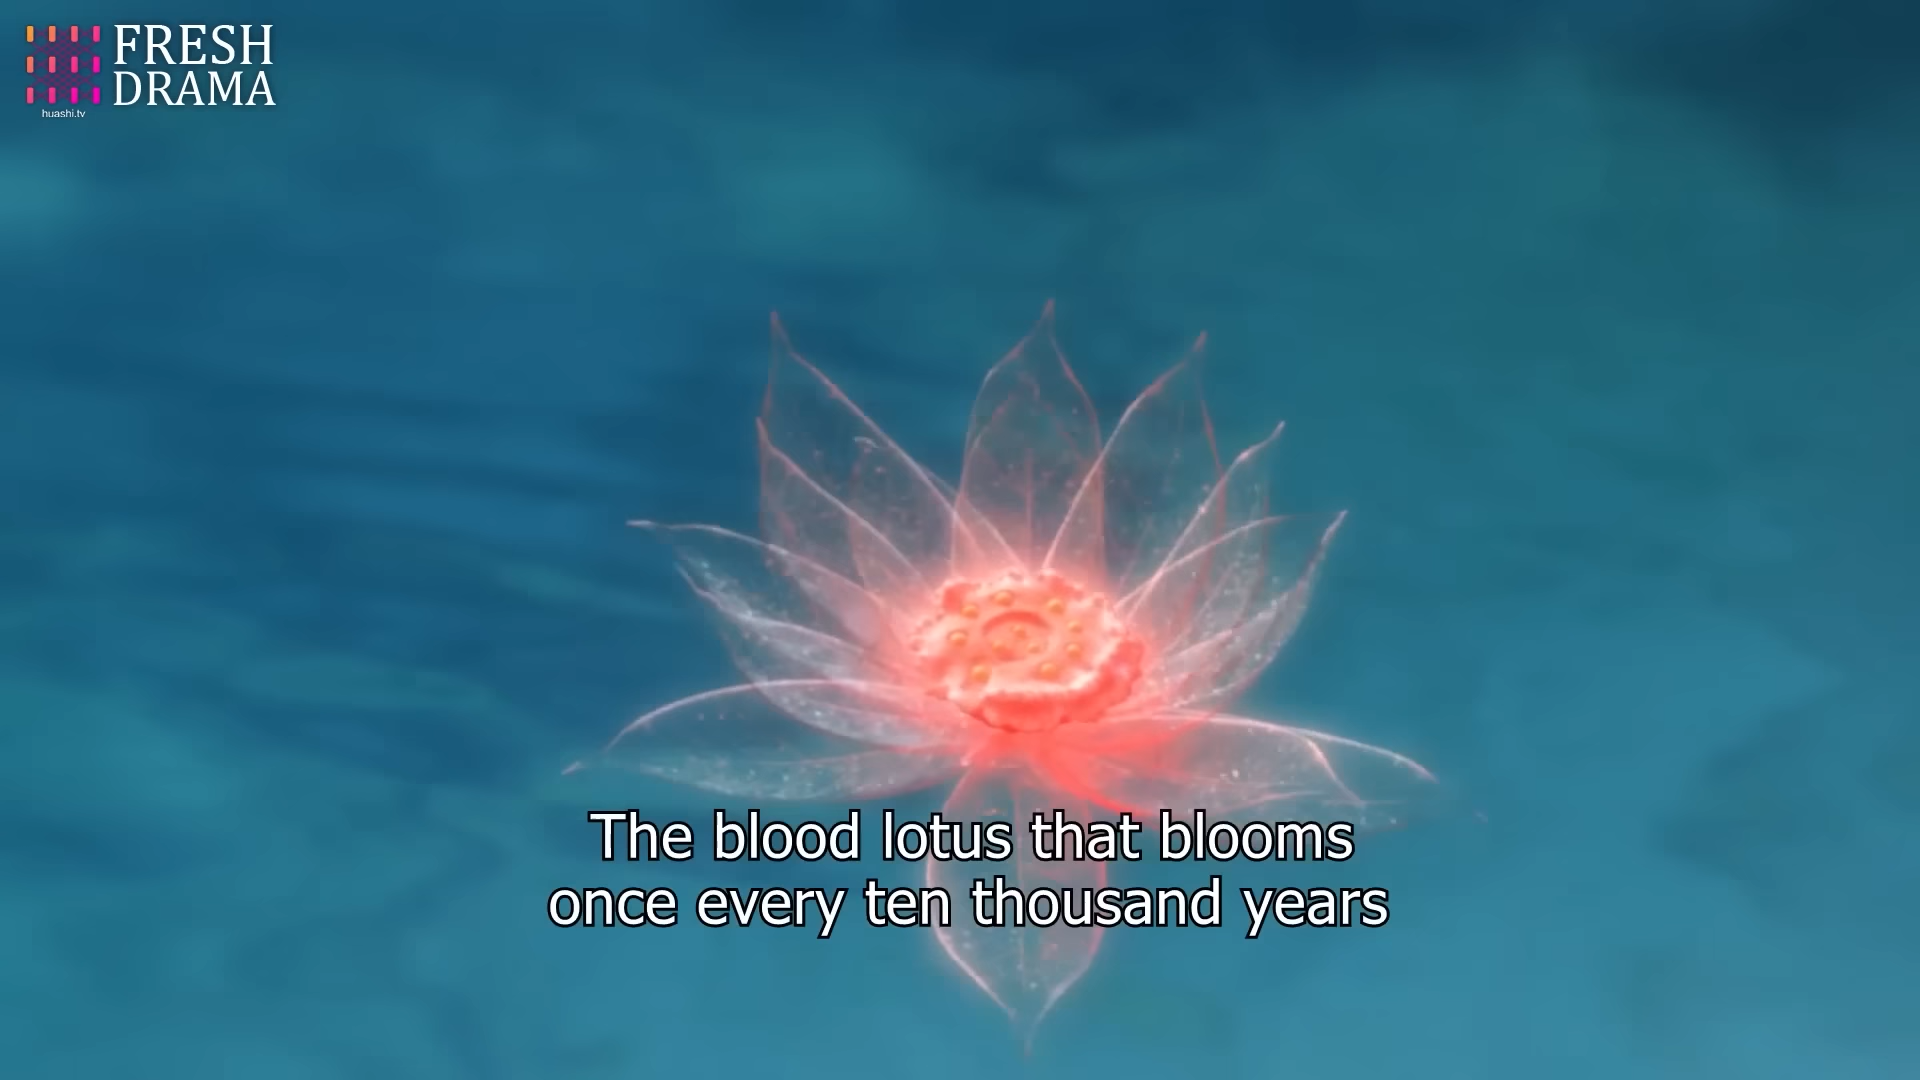 FRESH
DRAMA
huashi.tv
The blood lotus that blooms
once every ten thousand years